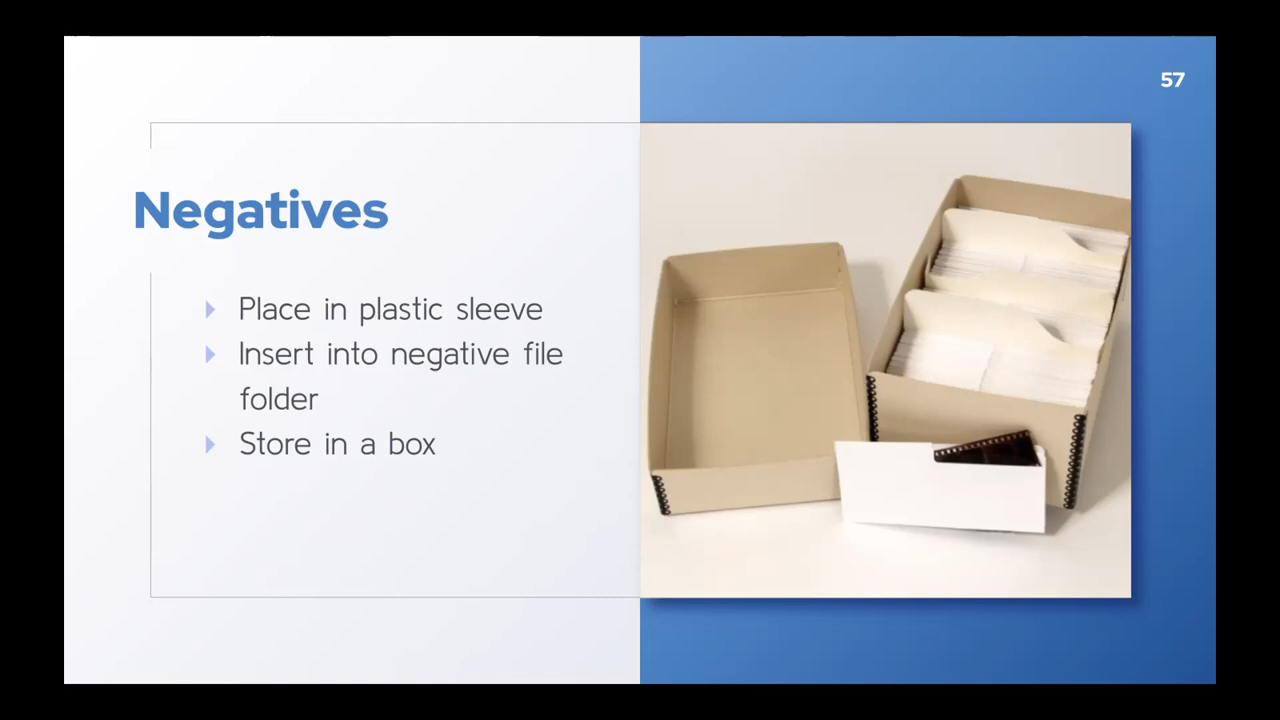 57
Negatives
Place in plastic sleeve
Insert into negative file
folder
Store in a box